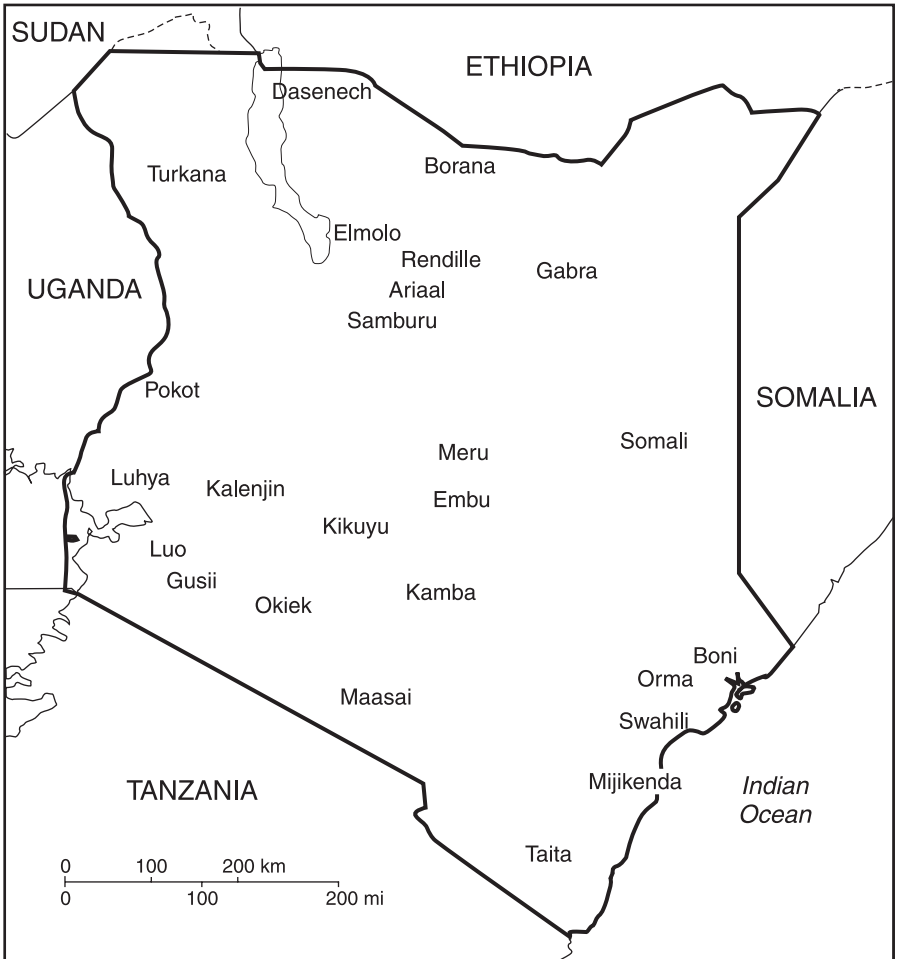 SUDAN
ETHIOPIA
Dasenech
Borana
Turkana
Elmolo
Rendille
Gabra
Ariaal
UGANDA
Samburu
Pokot
SOMALIA
Somali
Meru
Luhya
Kalenjin
Embu
Kikuyu
Luo
Gusii
Kamba
Okiek
Boni
Orma
Maasai
Swahili
Mijikenda
TANZANIA
Indian
Ocean
Taita
0 100 200 km
0 100 200 mi